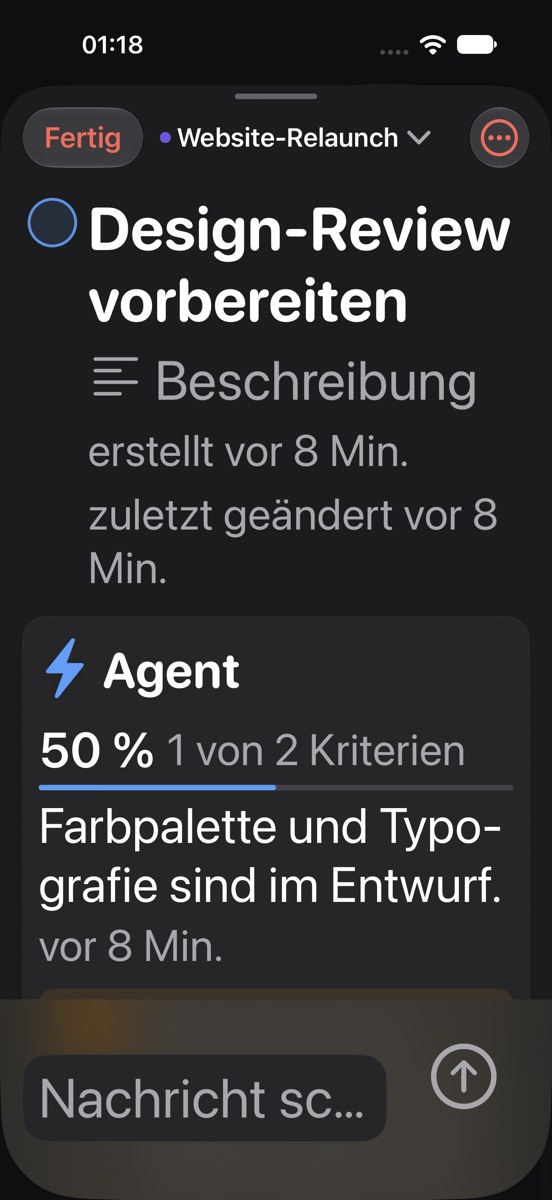 01:18
Fertig
Website-Relaunch
Design-Review
vorbereiten
Beschreibung
erstellt vor 8 Min.
zuletzt geändert vor 8
Min.
Agent
50 % 1 von 2 Kriterien
Farbpalette und Typo-
grafie sind im Entwurf.
vor 8 Min.
Nachricht sc...